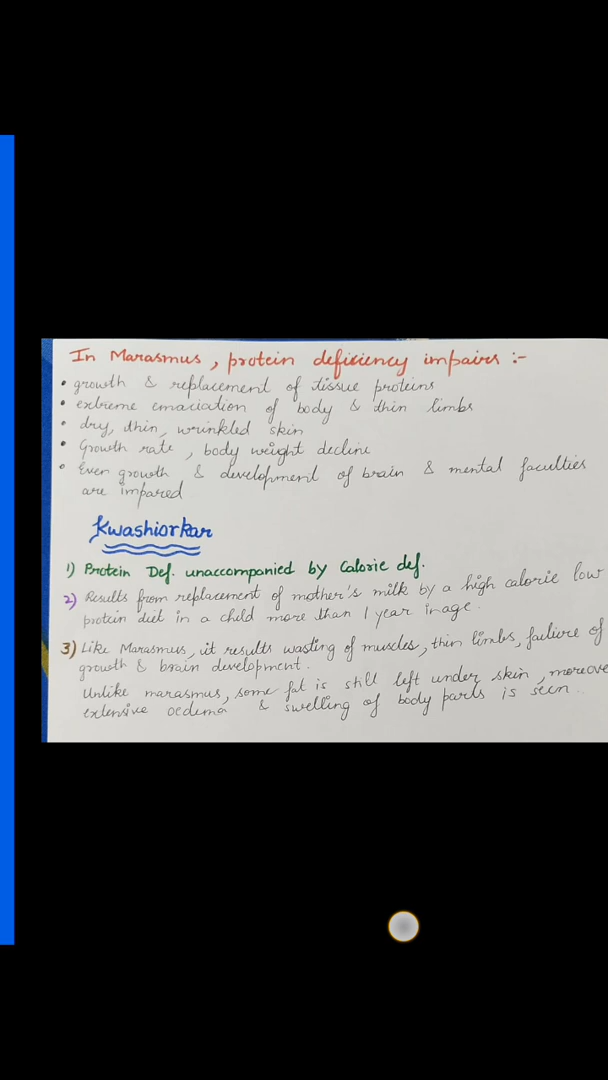 In Marasmus, protein deficiency impairs :-
• growth & replacement of tissue proteins
• extreme emaciation of body & thin limbs
• dry, thin, wrinkled skin
• Growth rate, body weight decline
• Even growth & development of brain & mental faculties
are impared
Kwashiorkar
1) Protein Def. unaccompanied by Calorie def.
2) Results from replacement of mother's milk by a high calorie low
protein diet in a child more than 1 year in age.
3) Like Marasmus, it results wasting of muscles, thin limbs, failure of
growth & brain development.
Unlike marasmus, some fat is still left under skin, moreove
extensive oedema & swelling of body parts is seen.